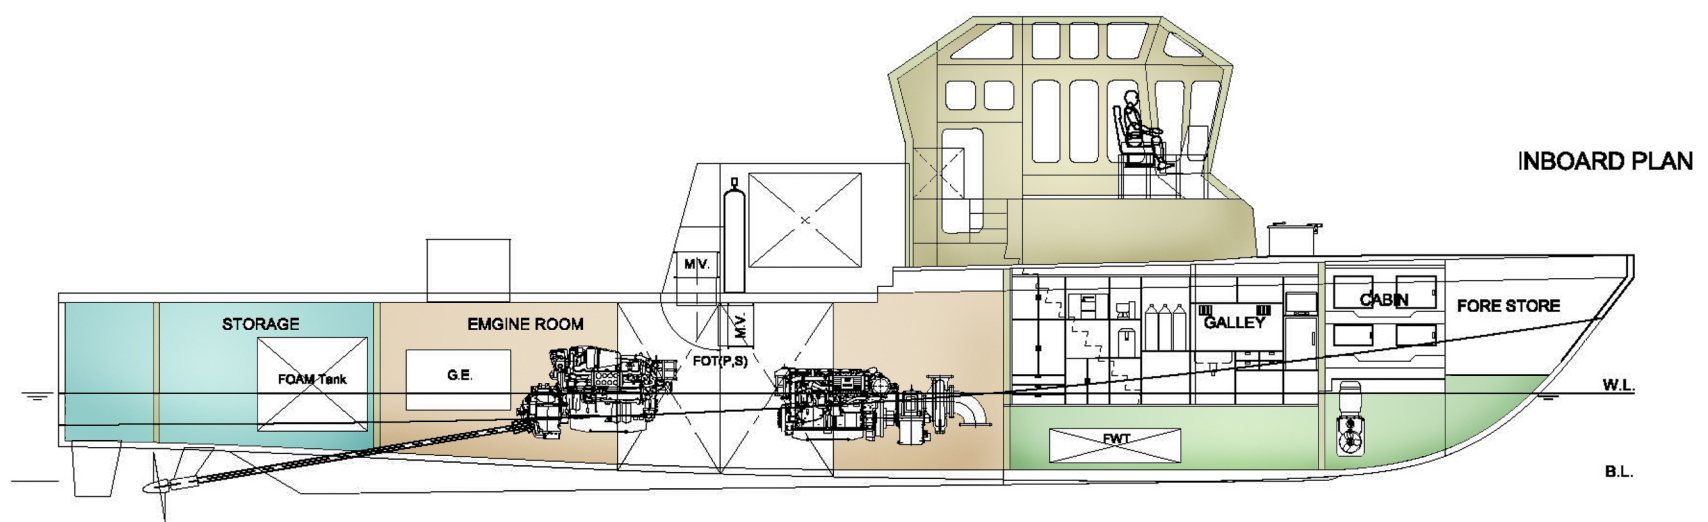 INBOARD PLAN
M.V.
STORAGE
EMGINE ROOM
M.V.
GALLEY
CABIN
FORE STORE
FOT(P,S)
FOAM Tank
G.E.
W.L.
FWT
B.L.